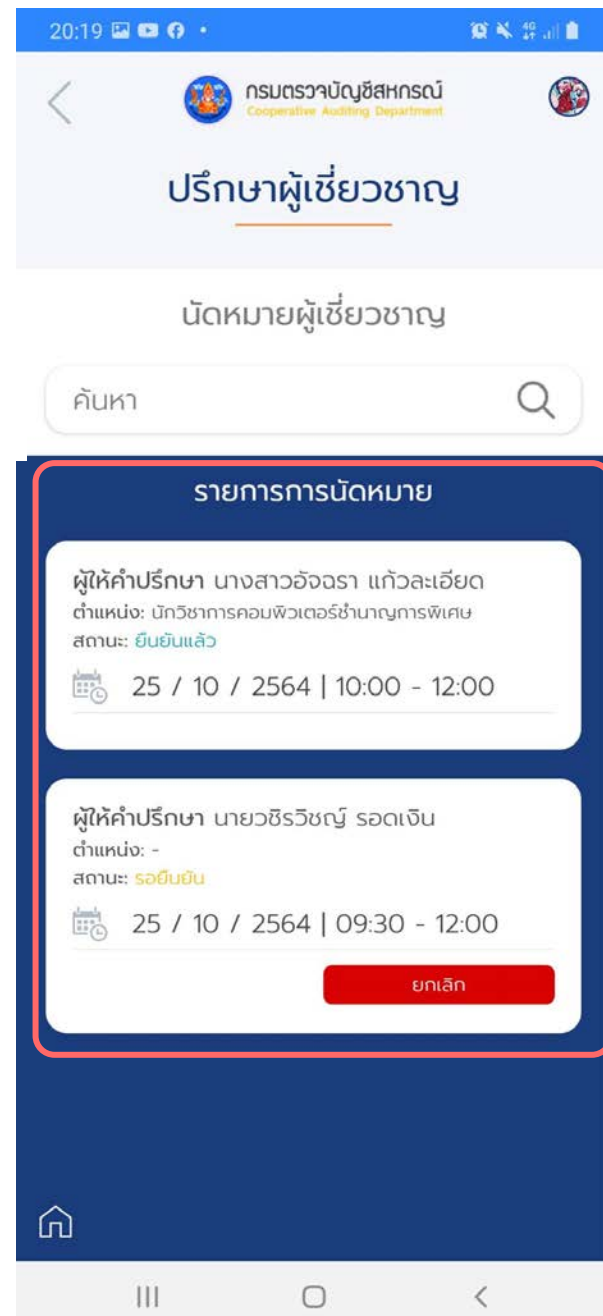 20:19
4G
กรมตรวจบัญชีสหกรณ์
Cooperative Auditing Department
ปรึกษาผู้เชี่ยวชาญ
นัดหมายผู้เชี่ยวชาญ
ค้นหา
รายการการนัดหมาย
ผู้ให้คำปรึกษา นางสาวอัจฉรา แก้วละเอียด
ตำแหน่ง: นักวิชาการคอมพิวเตอร์ชำนาญการพิเศษ
สถานะ: ยืนยันแล้ว
25 / 10 / 2564 | 10:00 - 12:00
ผู้ให้คำปรึกษา นายวชิรวิชญ์ รอดเงิน
ตำแหน่ง: -
สถานะ: รอยืนยัน
25 / 10 / 2564 | 09:30 - 12:00
ยกเลิก